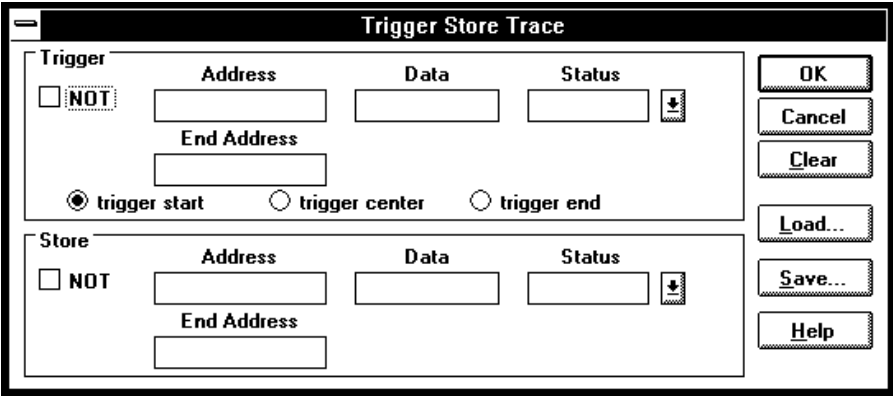 Trigger Store Trace
Trigger
Address Data Status
NOT
End Address
trigger start trigger center trigger end
Store
Address Data Status
NOT
End Address
OK
Cancel
Clear
Load...
Save...
Help